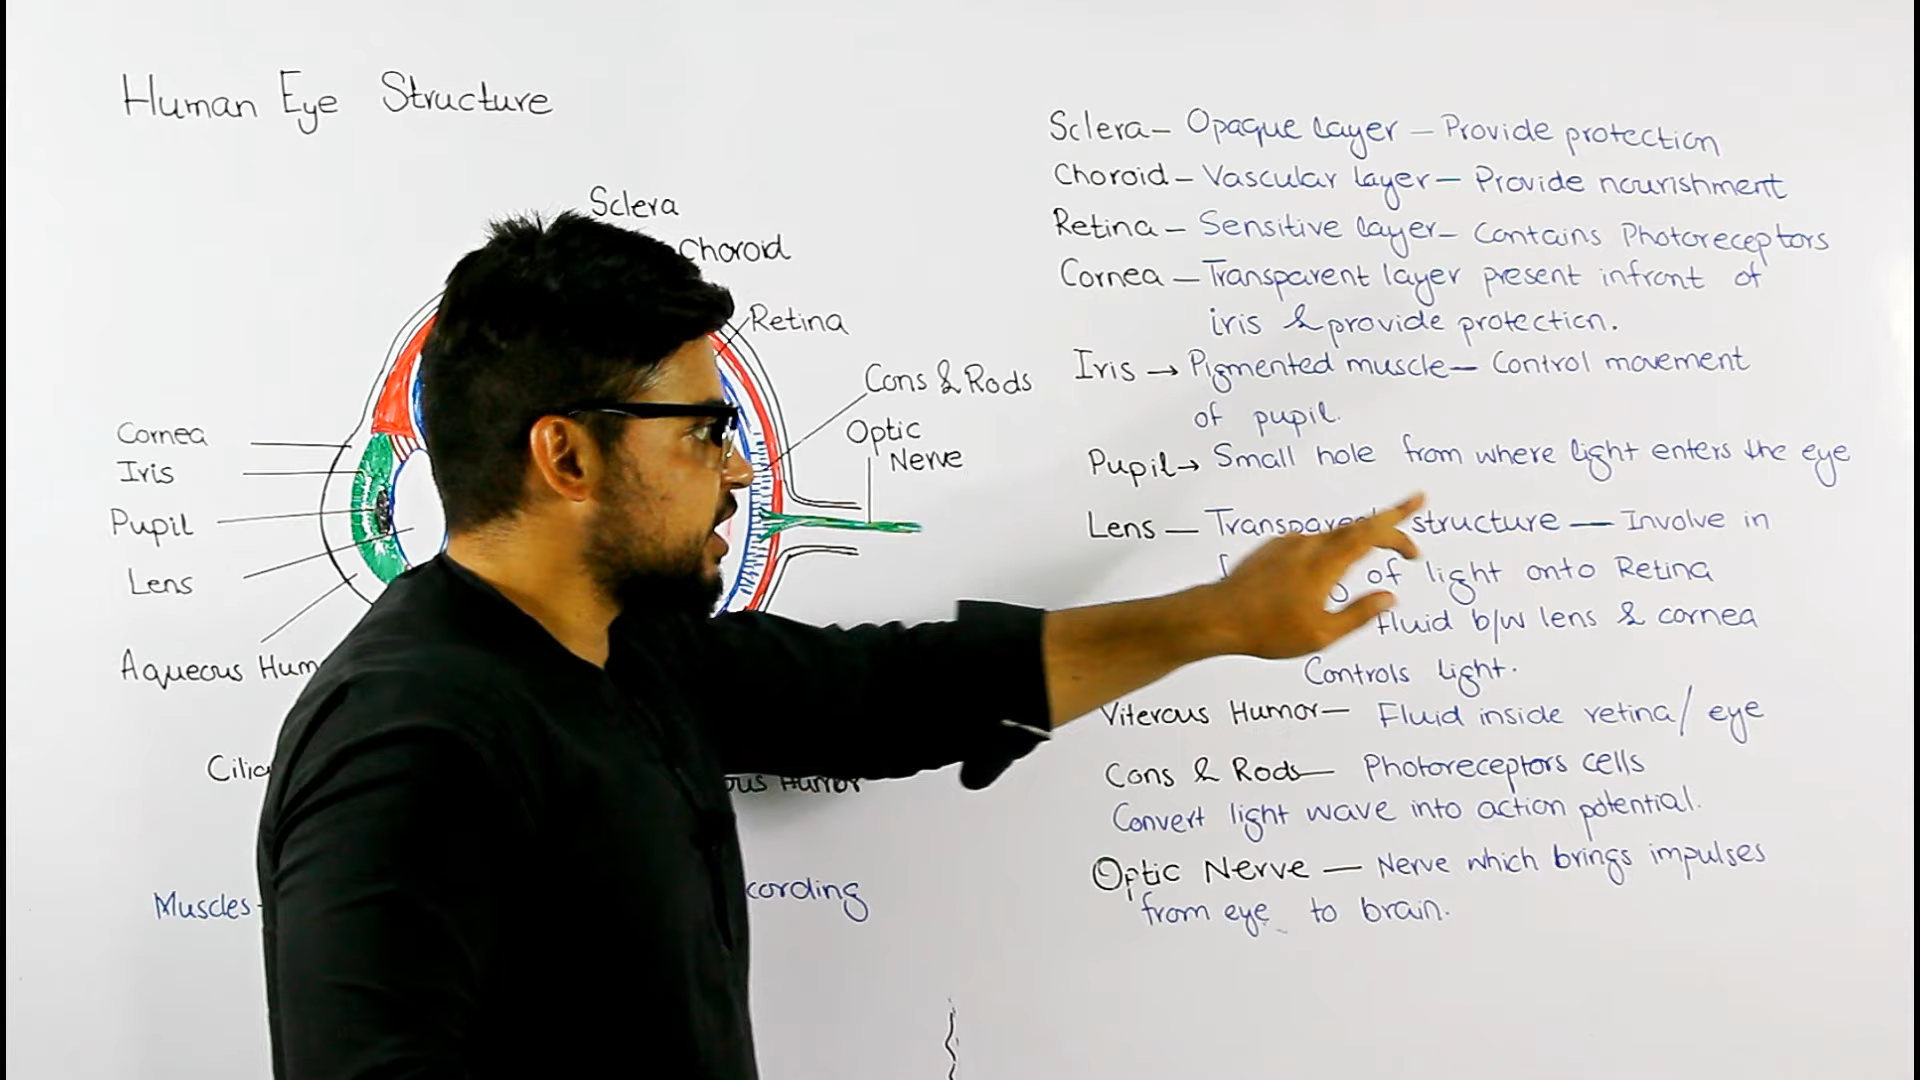 Human Eye Structure
Sclera
Choroid
Retina
Cons & Rods
Optic
Nerve
Cornea
Iris
Pupil
Lens
Aqueous Hum
Cilia
ous Humor
Muscles
cording
Sclera – Opaque layer – Provide protection
Choroid – Vascular layer – Provide nourishment
Retina – Sensitive layer – Contains Photoreceptors
Cornea – Transparent layer present infront of
iris & provide protection.
Iris → Pigmented muscle – Control movement
of pupil.
Pupil → Small hole from where light enters the eye
Lens – structure – Involve in
of light onto Retina
Fluid b/w lens & cornea
Controls light.
Viterous Humor – Fluid inside retina/ eye
Cons & Rods – Photoreceptors cells
Convert light wave into action potential.
Optic Nerve – Nerve which brings impulses
from eye to brain.